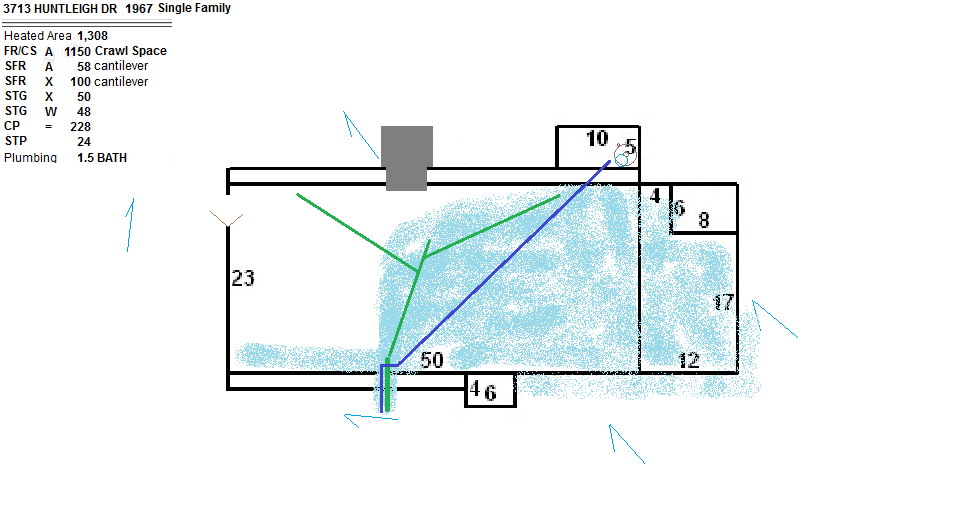 3713 HUNTLEIGH DR 1967 Single Family
Heated Area 1,308
FR/CS A 1150 Crawl Space
SFR A 58 cantilever
SFR X 100 cantilever
STG X 50
STG W 48
CP = 228
STP 24
Plumbing 1.5 BATH
10 5
4 6 8
23
17
50 12
4 6